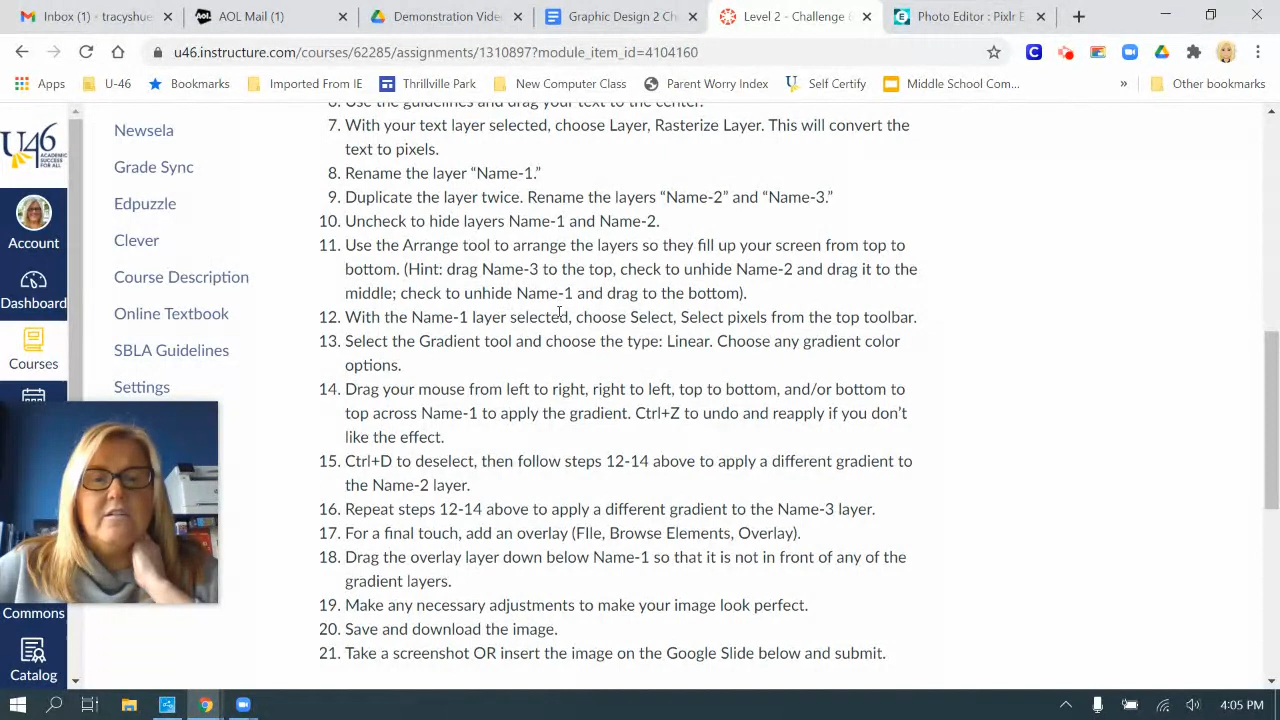 Inbox (1) - tracyshue
AOL Mail (1)
Demonstration Vide
Graphic Design 2 Ch
Level 2 - Challenge
Photo Editor : Pixlr E
u46.instructure.com/courses/62285/assignments/1310897?module_item_id=4104160
Apps
U-46
Bookmarks
Imported From IE
Thrillville Park
New Computer Class
Parent Worry Index
Self Certify
Middle School Com...
»
Other bookmarks
U46
ACADEMIC SUCCESS FOR ALL
Account
Dashboard
Courses
Commons
Catalog
Newsela
Grade Sync
Edpuzzle
Clever
Course Description
Online Textbook
SBLA Guidelines
Settings
6. Use the guidelines and drag your text to the center.
7. With your text layer selected, choose Layer, Rasterize Layer. This will convert the
text to pixels.
8. Rename the layer “Name-1.”
9. Duplicate the layer twice. Rename the layers “Name-2” and “Name-3.”
10. Uncheck to hide layers Name-1 and Name-2.
11. Use the Arrange tool to arrange the layers so they fill up your screen from top to
bottom. (Hint: drag Name-3 to the top, check to unhide Name-2 and drag it to the
middle; check to unhide Name-1 and drag to the bottom).
12. With the Name-1 layer selected, choose Select, Select pixels from the top toolbar.
13. Select the Gradient tool and choose the type: Linear. Choose any gradient color
options.
14. Drag your mouse from left to right, right to left, top to bottom, and/or bottom to
top across Name-1 to apply the gradient. Ctrl+Z to undo and reapply if you don’t
like the effect.
15. Ctrl+D to deselect, then follow steps 12-14 above to apply a different gradient to
the Name-2 layer.
16. Repeat steps 12-14 above to apply a different gradient to the Name-3 layer.
17. For a final touch, add an overlay (FIle, Browse Elements, Overlay).
18. Drag the overlay layer down below Name-1 so that it is not in front of any of the
gradient layers.
19. Make any necessary adjustments to make your image look perfect.
20. Save and download the image.
21. Take a screenshot OR insert the image on the Google Slide below and submit.
4:05 PM